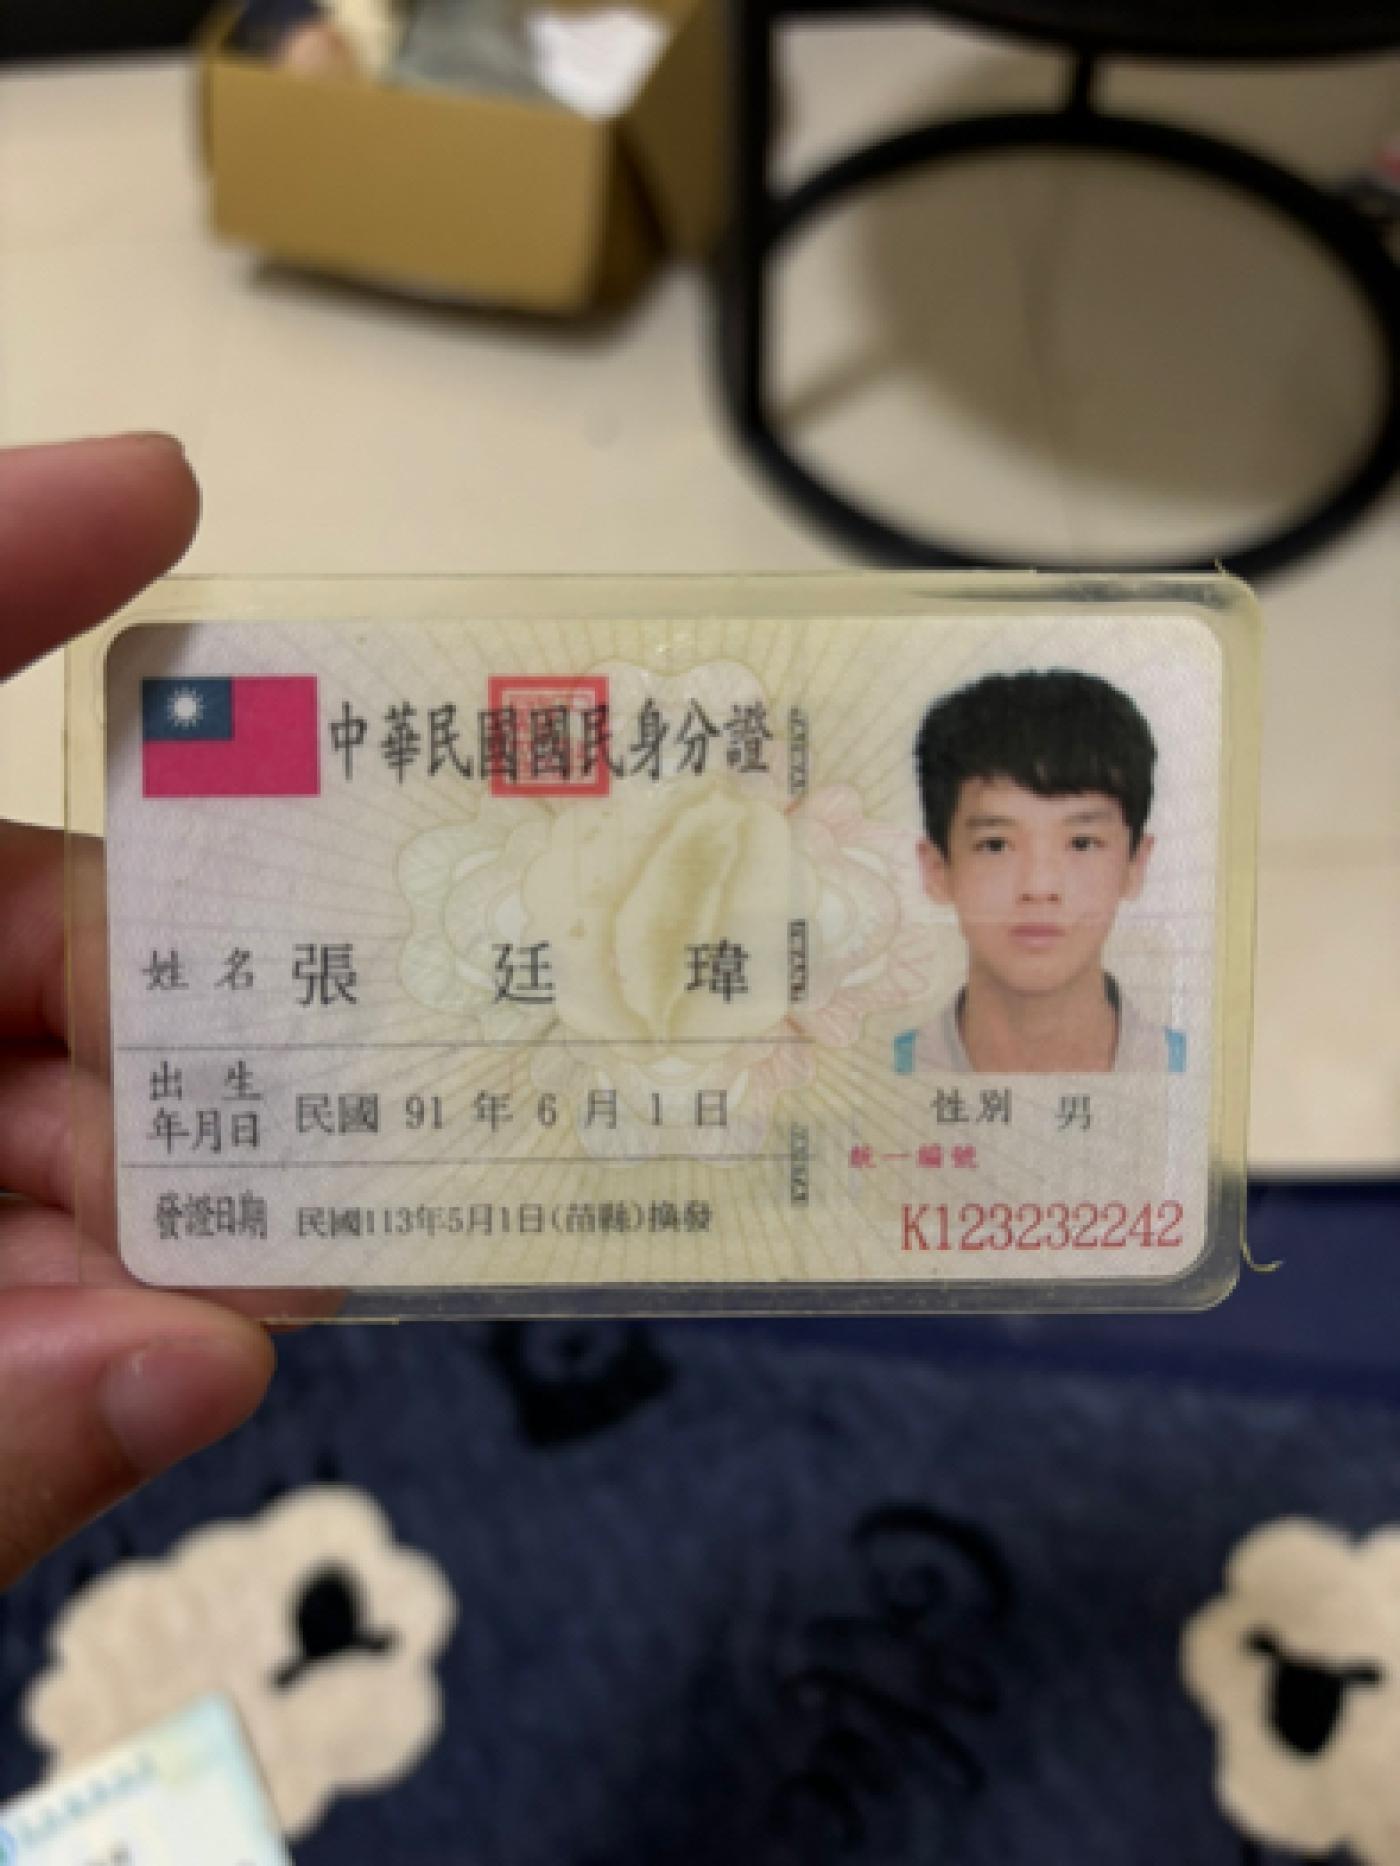 中華民國國民身分證
姓名 張廷瑋
出生年月日 民國 91 年 6 月 1 日
性別 男
統一編號
K123232242
發證日期 民國113年5月1日(苗縣)換發